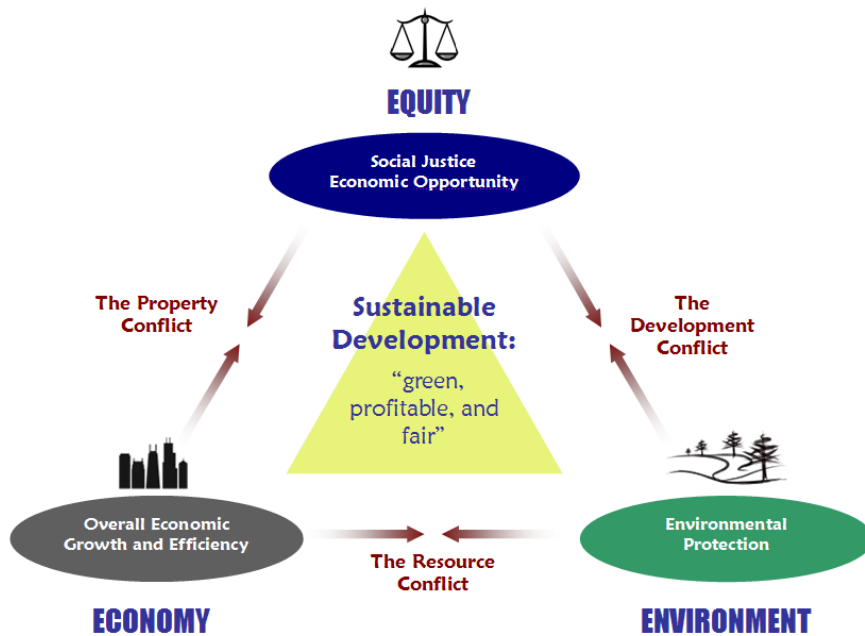 EQUITY
Social Justice
Economic Opportunity
The Property
Conflict
Sustainable
Development:
“green,
profitable, and
fair”
The
Development
Conflict
Overall Economic
Growth and Efficiency
The Resource
Conflict
Environmental
Protection
ECONOMY
ENVIRONMENT